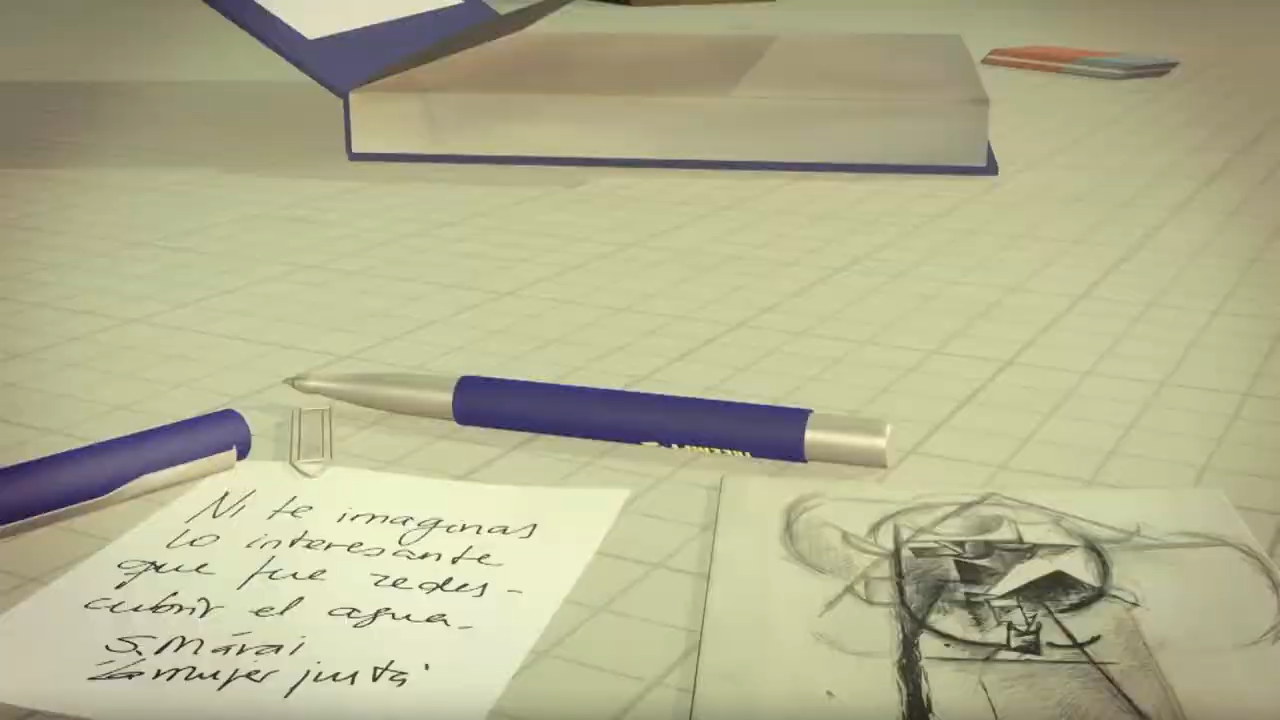 Ni te imaginas
lo interesante
que fue redes-
cubrir el agua.
S. Márai
'La mujer justa'